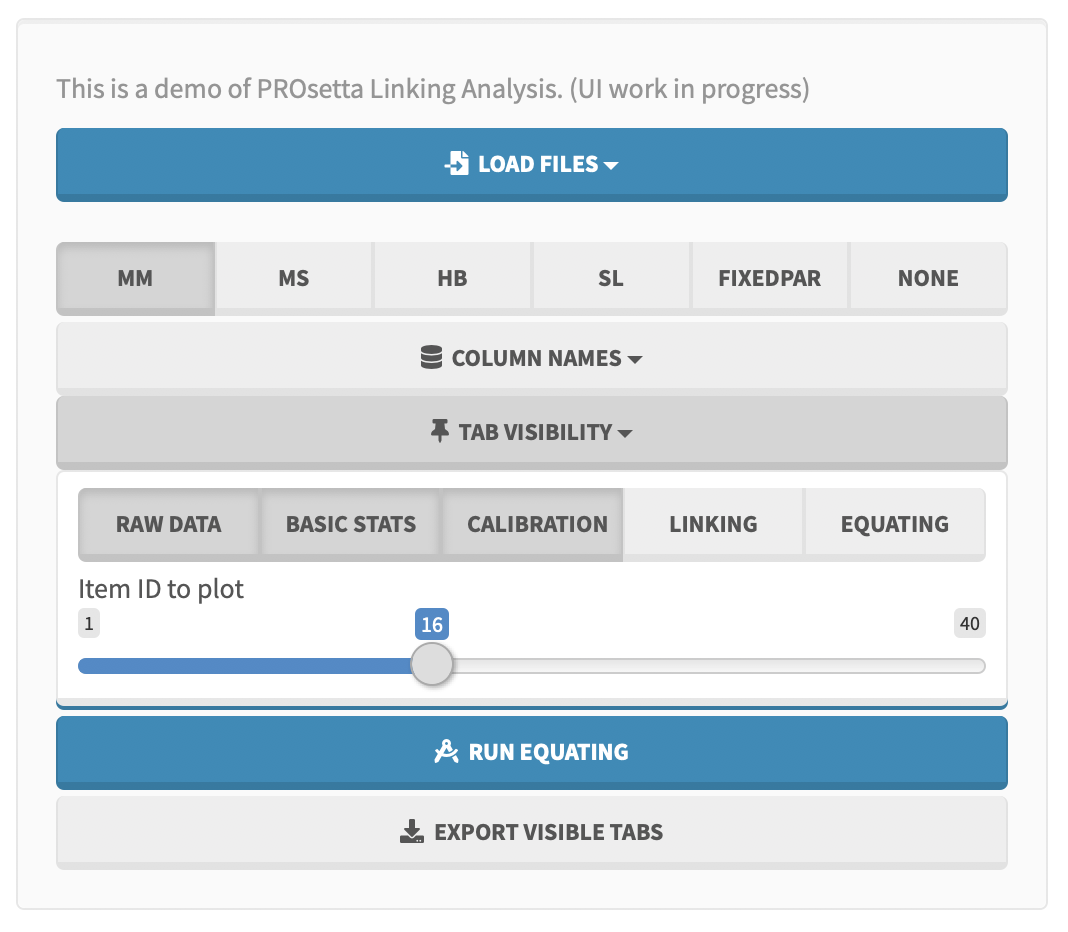 This is a demo of PROsetta Linking Analysis. (UI work in progress)
LOAD FILES
MM MS HB SL FIXEDPAR NONE
COLUMN NAMES
TAB VISIBILITY
RAW DATA BASIC STATS CALIBRATION LINKING EQUATING
Item ID to plot
1 16 40
RUN EQUATING
EXPORT VISIBLE TABS